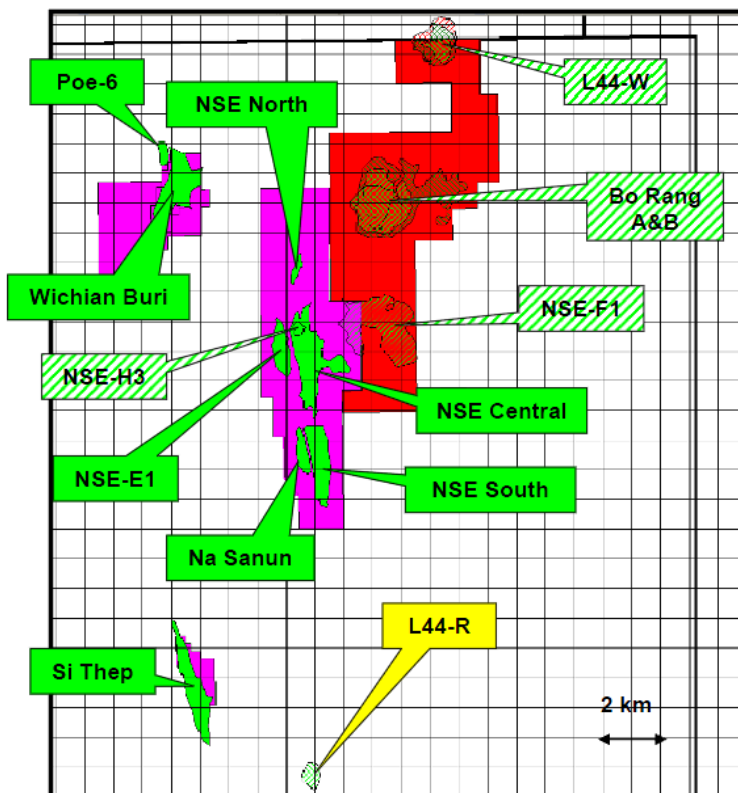 Poe-6
NSE North
L44-W
Bo Rang
A&B
Wichian Buri
NSE-F1
NSE-H3
NSE Central
NSE-E1
NSE South
Na Sanun
L44-R
Si Thep
2 km